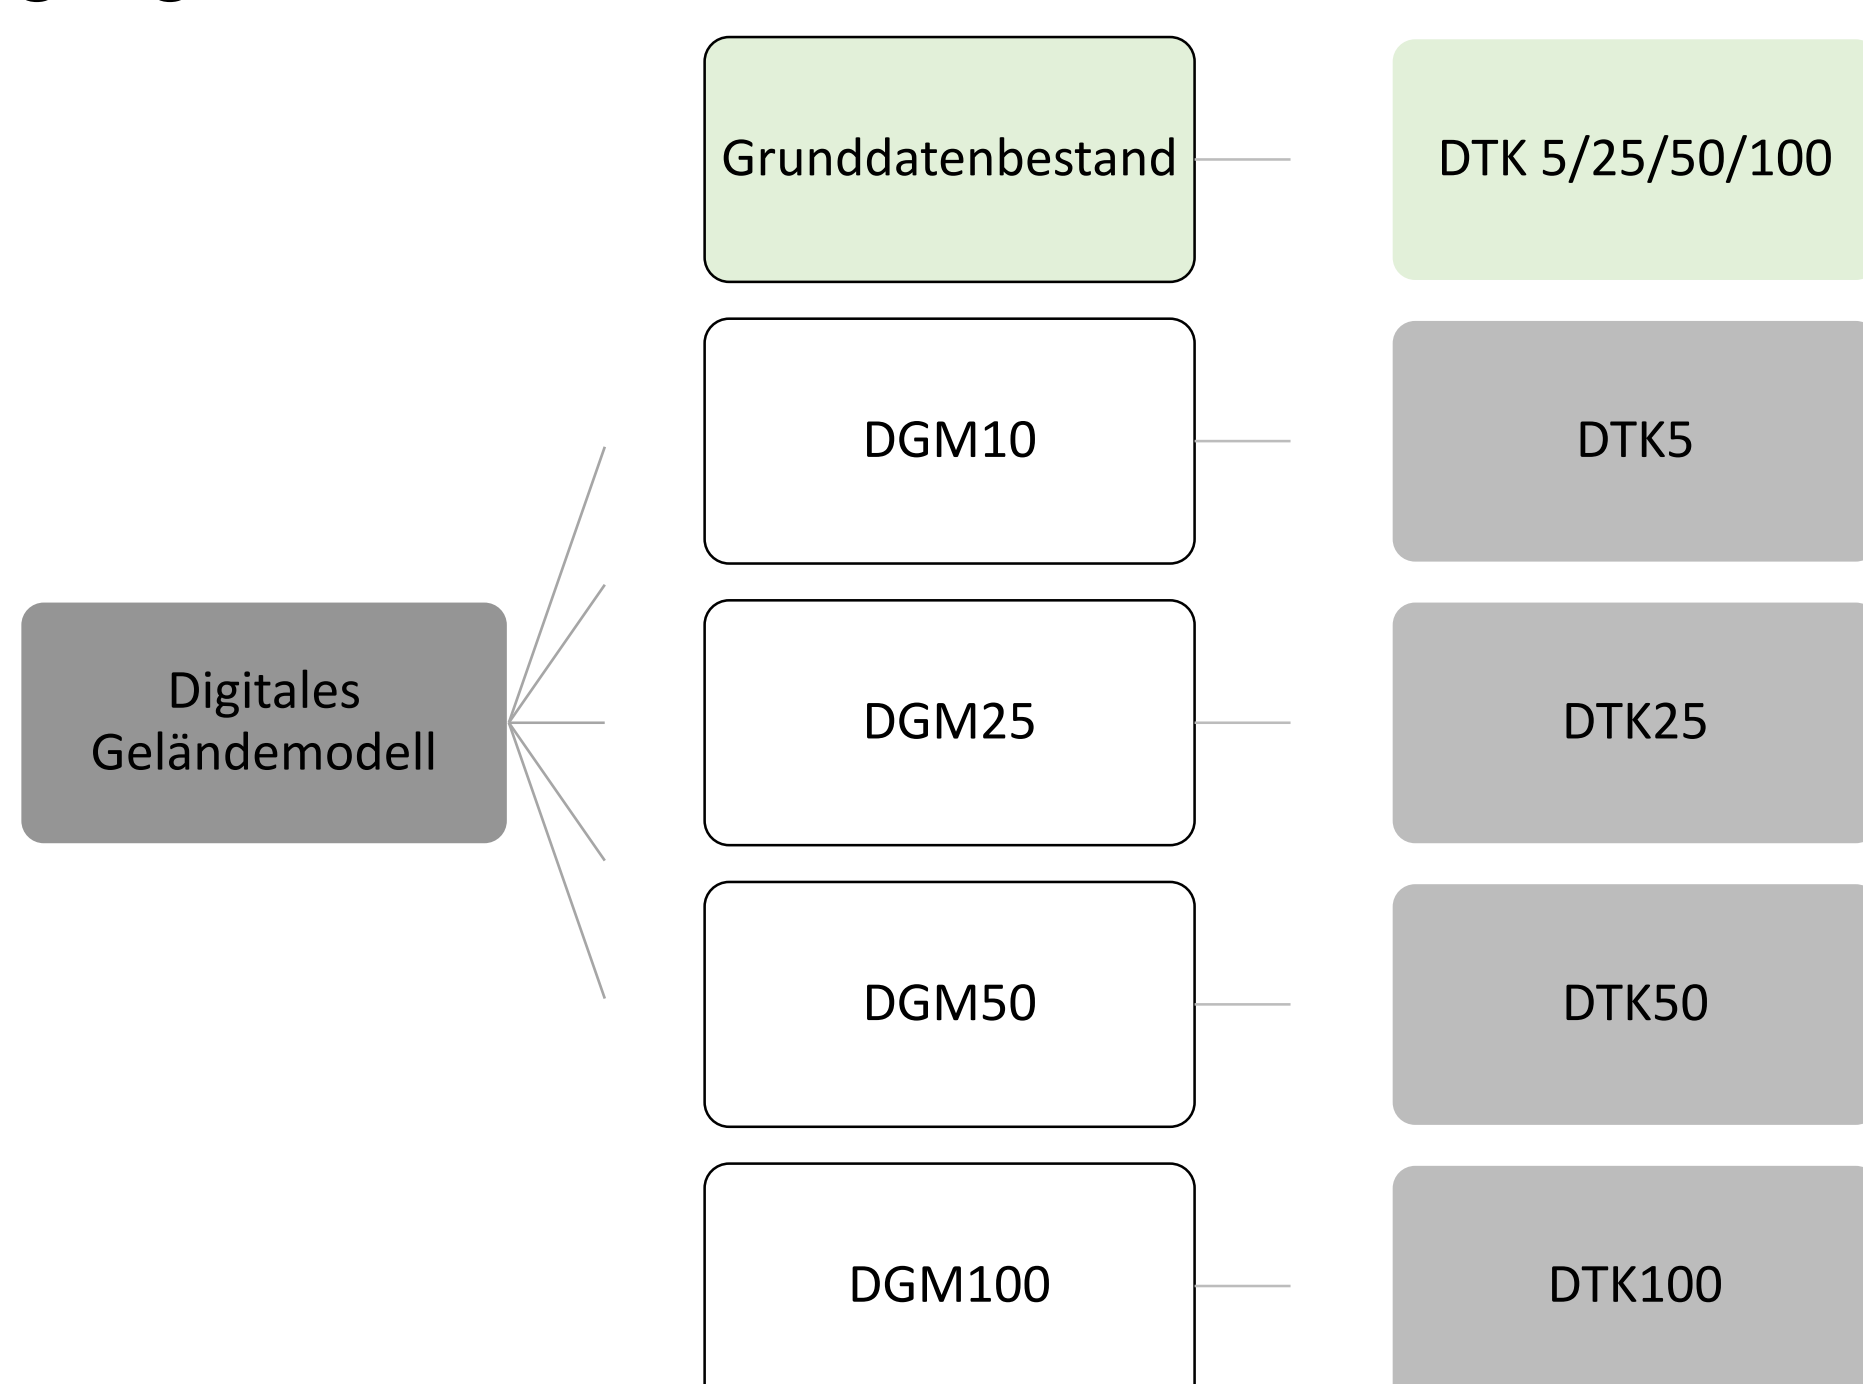 Grunddatenbestand
DTK 5/25/50/100
DGM10
DTK5
Digitales
Geländemodell
DGM25
DTK25
DGM50
DTK50
DGM100
DTK100